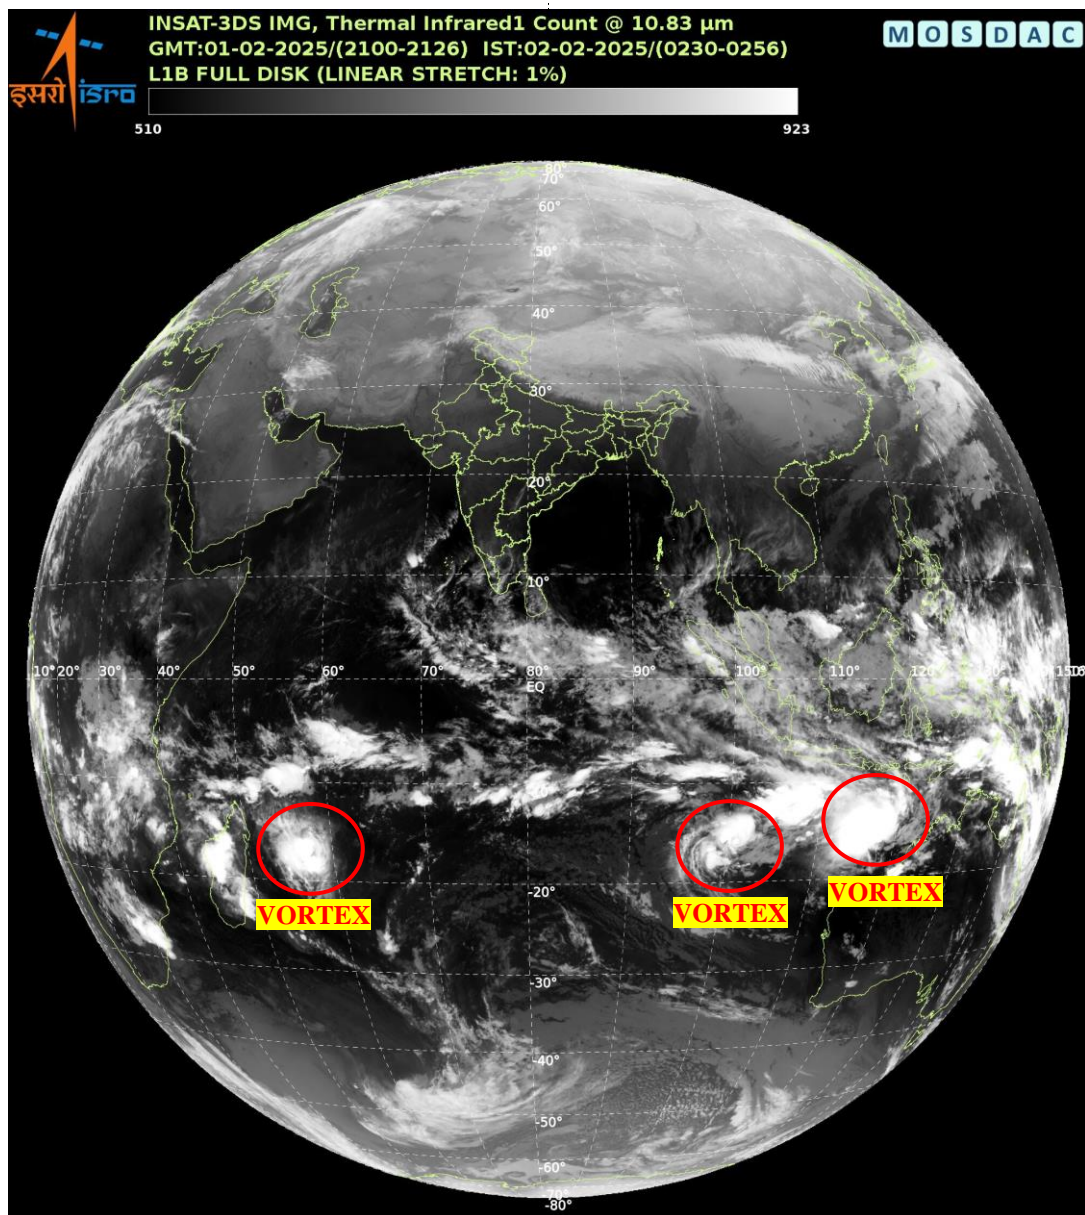 INSAT-3DS IMG, Thermal Infrared1 Count @ 10.83 μm
GMT:01-02-2025/(2100-2126) IST:02-02-2025/(0230-0256)
L1B FULL DISK (LINEAR STRETCH: 1%)
MOSDAC
इसरो isro
510 923
80°
70°
60°
50°
40°
30°
20°
10°
10° 20° 30° 40° 50° 60° 70° 80° 90° 100° 110° 120° 130° 150°
EQ
-20°
VORTEX VORTEX VORTEX
-30°
-40°
-50°
-60°
-70°
-80°